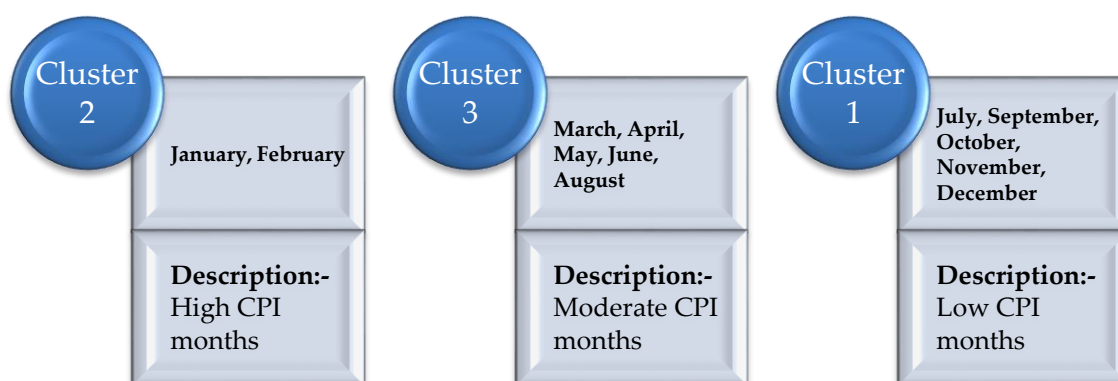 Cluster
2
January, February
Description:-
High CPI
months
Cluster
3
March, April,
May, June,
August
Description:-
Moderate CPI
months
Cluster
1
July, September,
October,
November,
December
Description:-
Low CPI
months